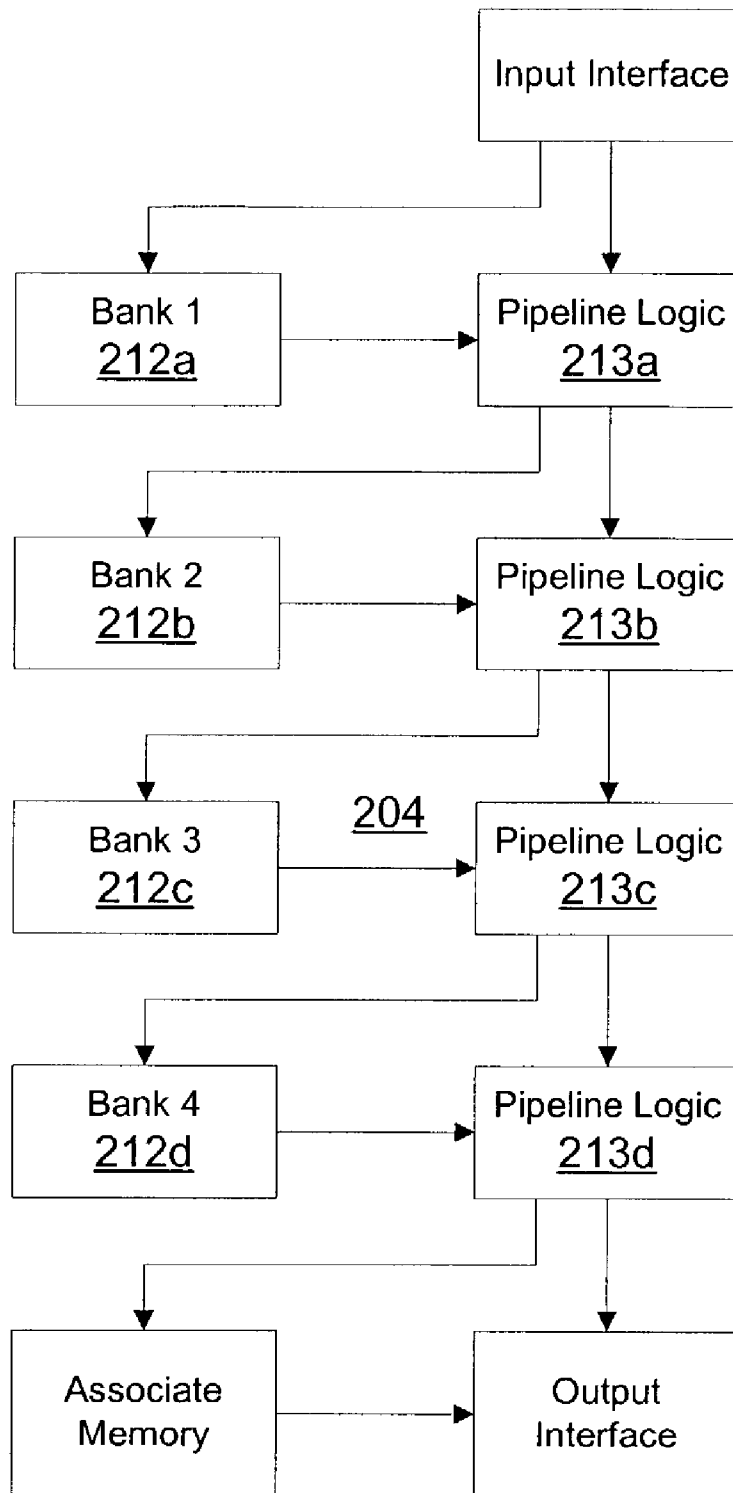 Input Interface
Bank 1
212a
Pipeline Logic
213a
Bank 2
212b
Pipeline Logic
213b
204
Bank 3
212c
Pipeline Logic
213c
Bank 4
212d
Pipeline Logic
213d
Associate
Memory
Output
Interface